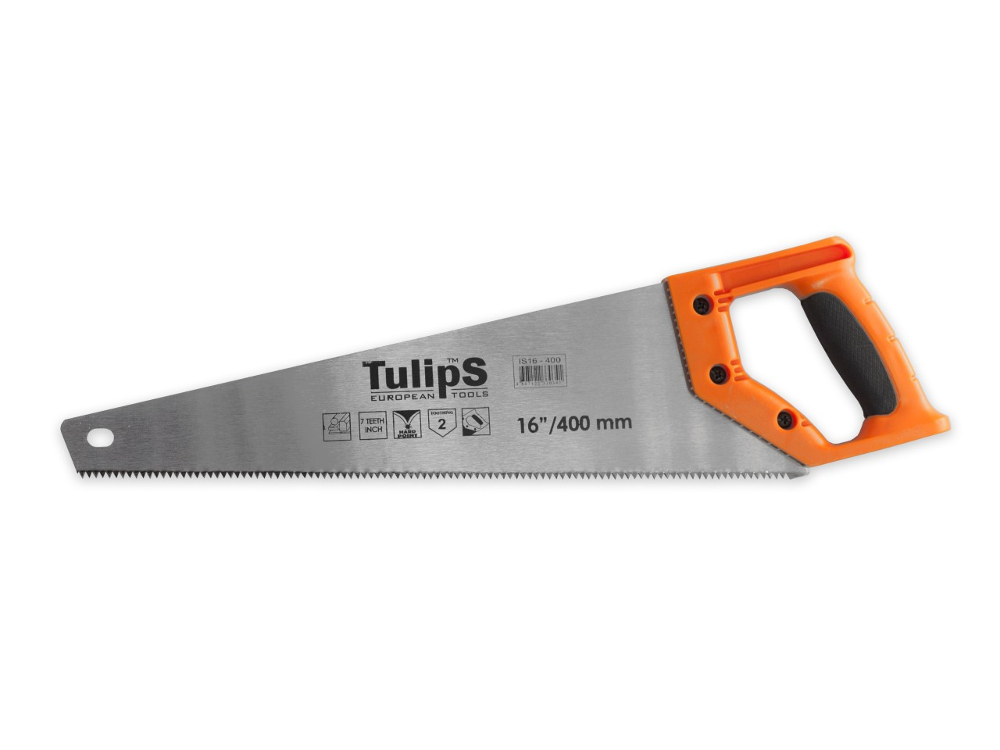 TulipS™
EUROPEAN TOOLS
IS16 - 400
7 TEETH
INCH
HARD
POINT
TOOTHING
2
16”/400 mm